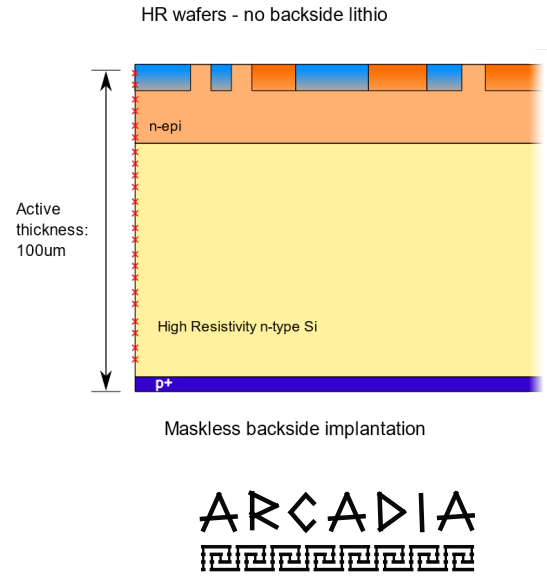 HR wafers - no backside lithio
n-epi
Active
thickness:
100um
High Resistivity n-type Si
p+
Maskless backside implantation
ARCADIA